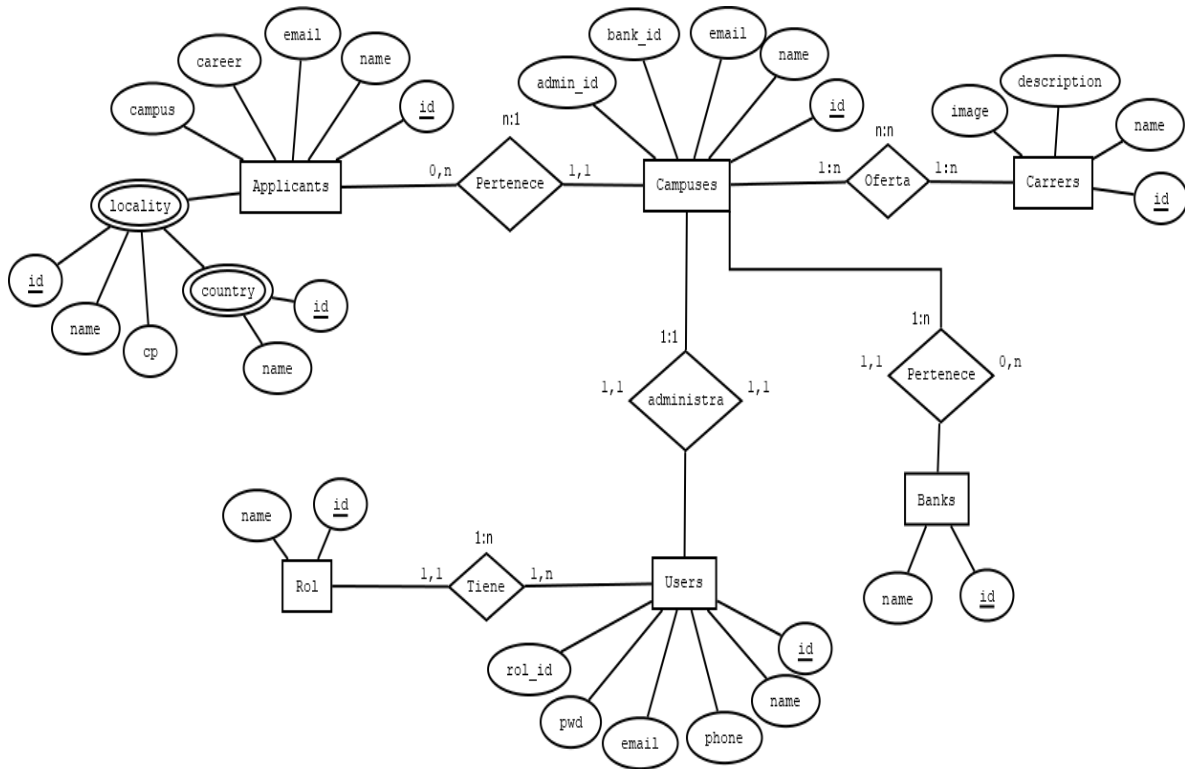 email
career
name
campus
id
n:1
0,n
Pertenece
1,1
Applicants
locality
id
name
cp
country
id
name
bank_id
email
admin_id
name
id
Campuses
n:n
1:n
Oferta
1:n
description
image
name
Carrers
id
1:1
1,1
administra
1,1
1:n
1,1
Pertenece
0,n
Banks
name
id
name
id
Rol
1:n
1,1
Tiene
1,n
Users
rol_id
pwd
email
phone
name
id